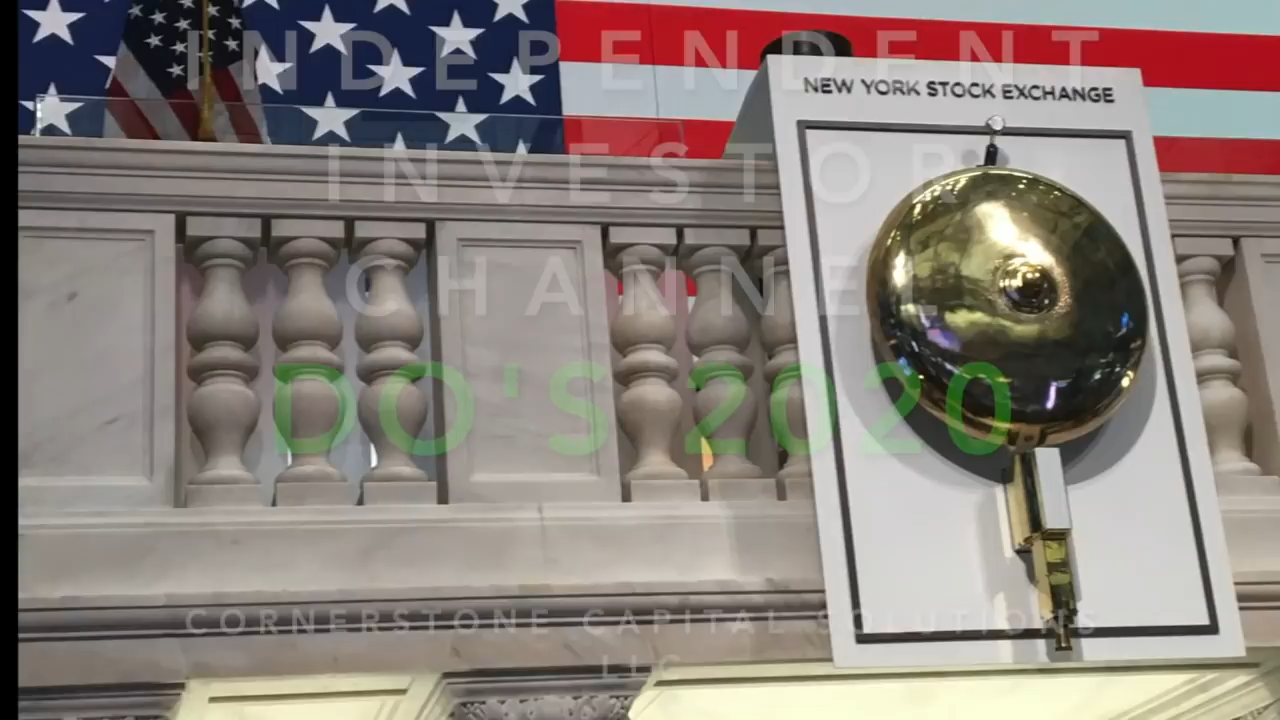 INDEPENDENT
NEW YORK STOCK EXCHANGE
INVESTOR
CHANNEL
DO'S 2020
CORNERSTONE CAPITAL SOLUTIONS
LLC